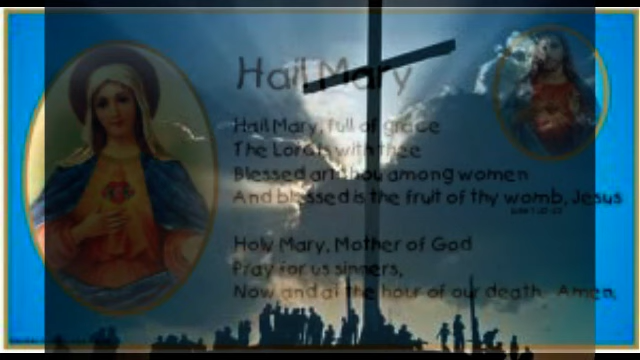 Hail Mary
Hail Mary, full of grace
The Lord is with thee
Blessed art thou among women
And blessed is the fruit of thy womb, Jesus
Holy Mary, Mother of God
Pray for us sinners,
Now and at the hour of our death. Amen.